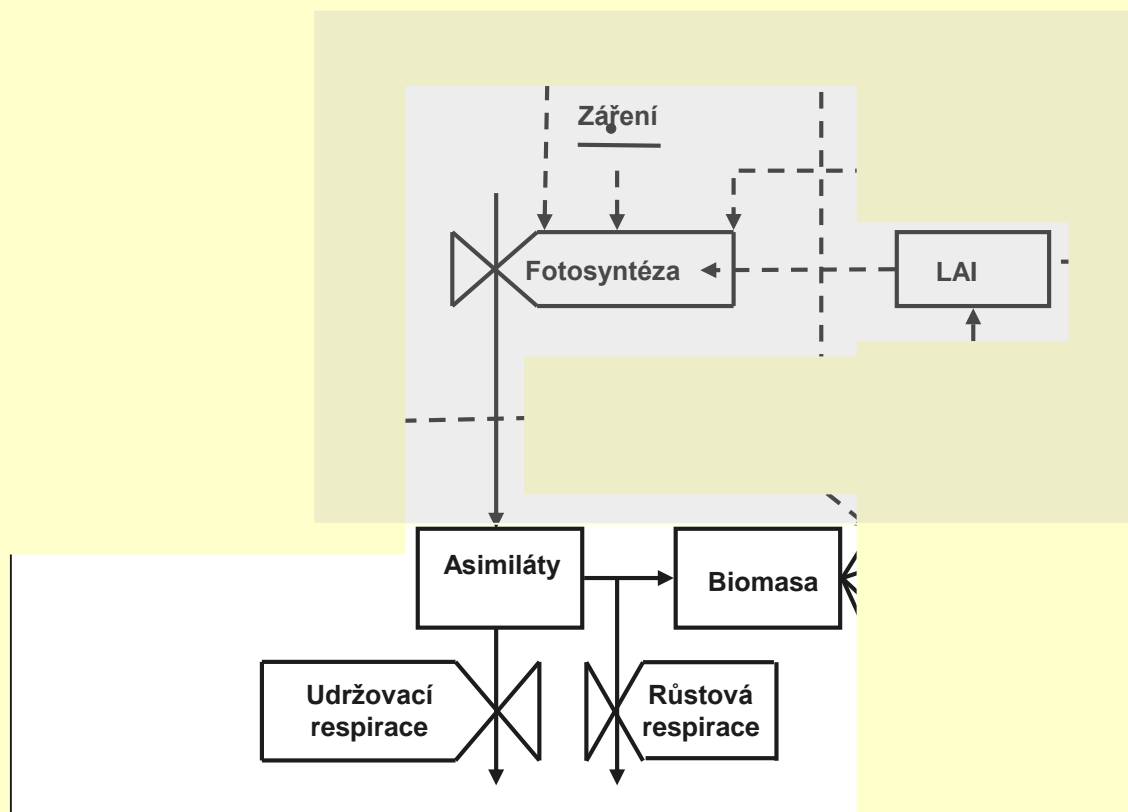 Záření
Fotosyntéza
LAI
Asimiláty
Biomasa
Udržovací
respirace
Růstová
respirace